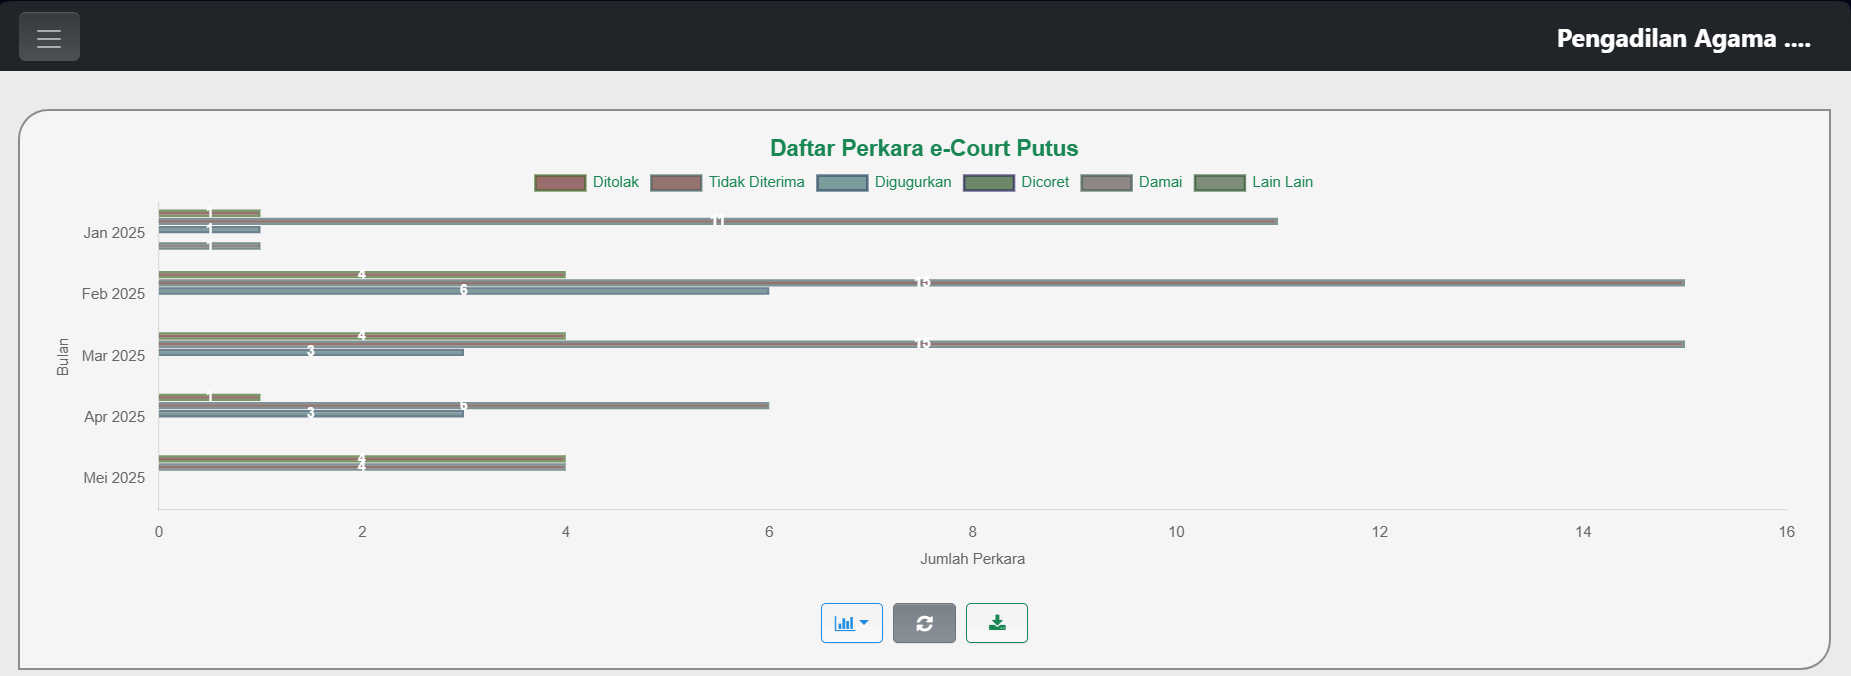 Pengadilan Agama ....
Daftar Perkara e-Court Putus
Ditolak Tidak Diterima Digugurkan Dicoret Damai Lain Lain
Bulan
Jan 2025
1
11
1
1
Feb 2025
4
15
6
Mar 2025
4
15
3
Apr 2025
1
6
3
Mei 2025
4
4
0 2 4 6 8 10 12 14 16
Jumlah Perkara